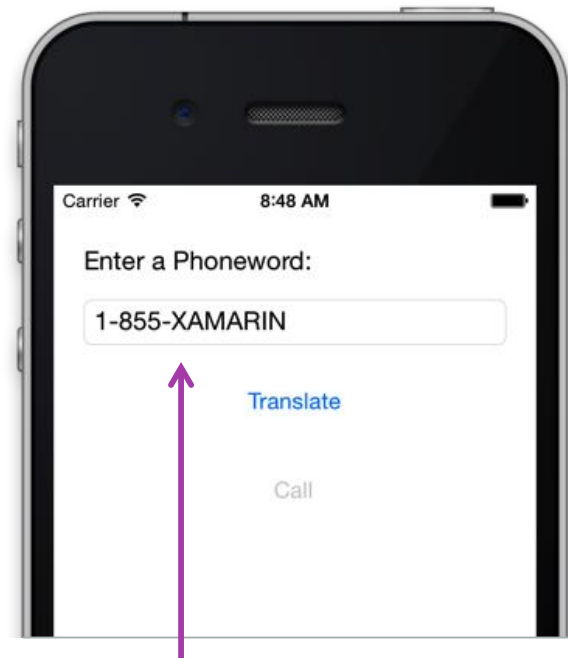 Carrier 8:48 AM
Enter a Phoneword:
1-855-XAMARIN
Translate
Call